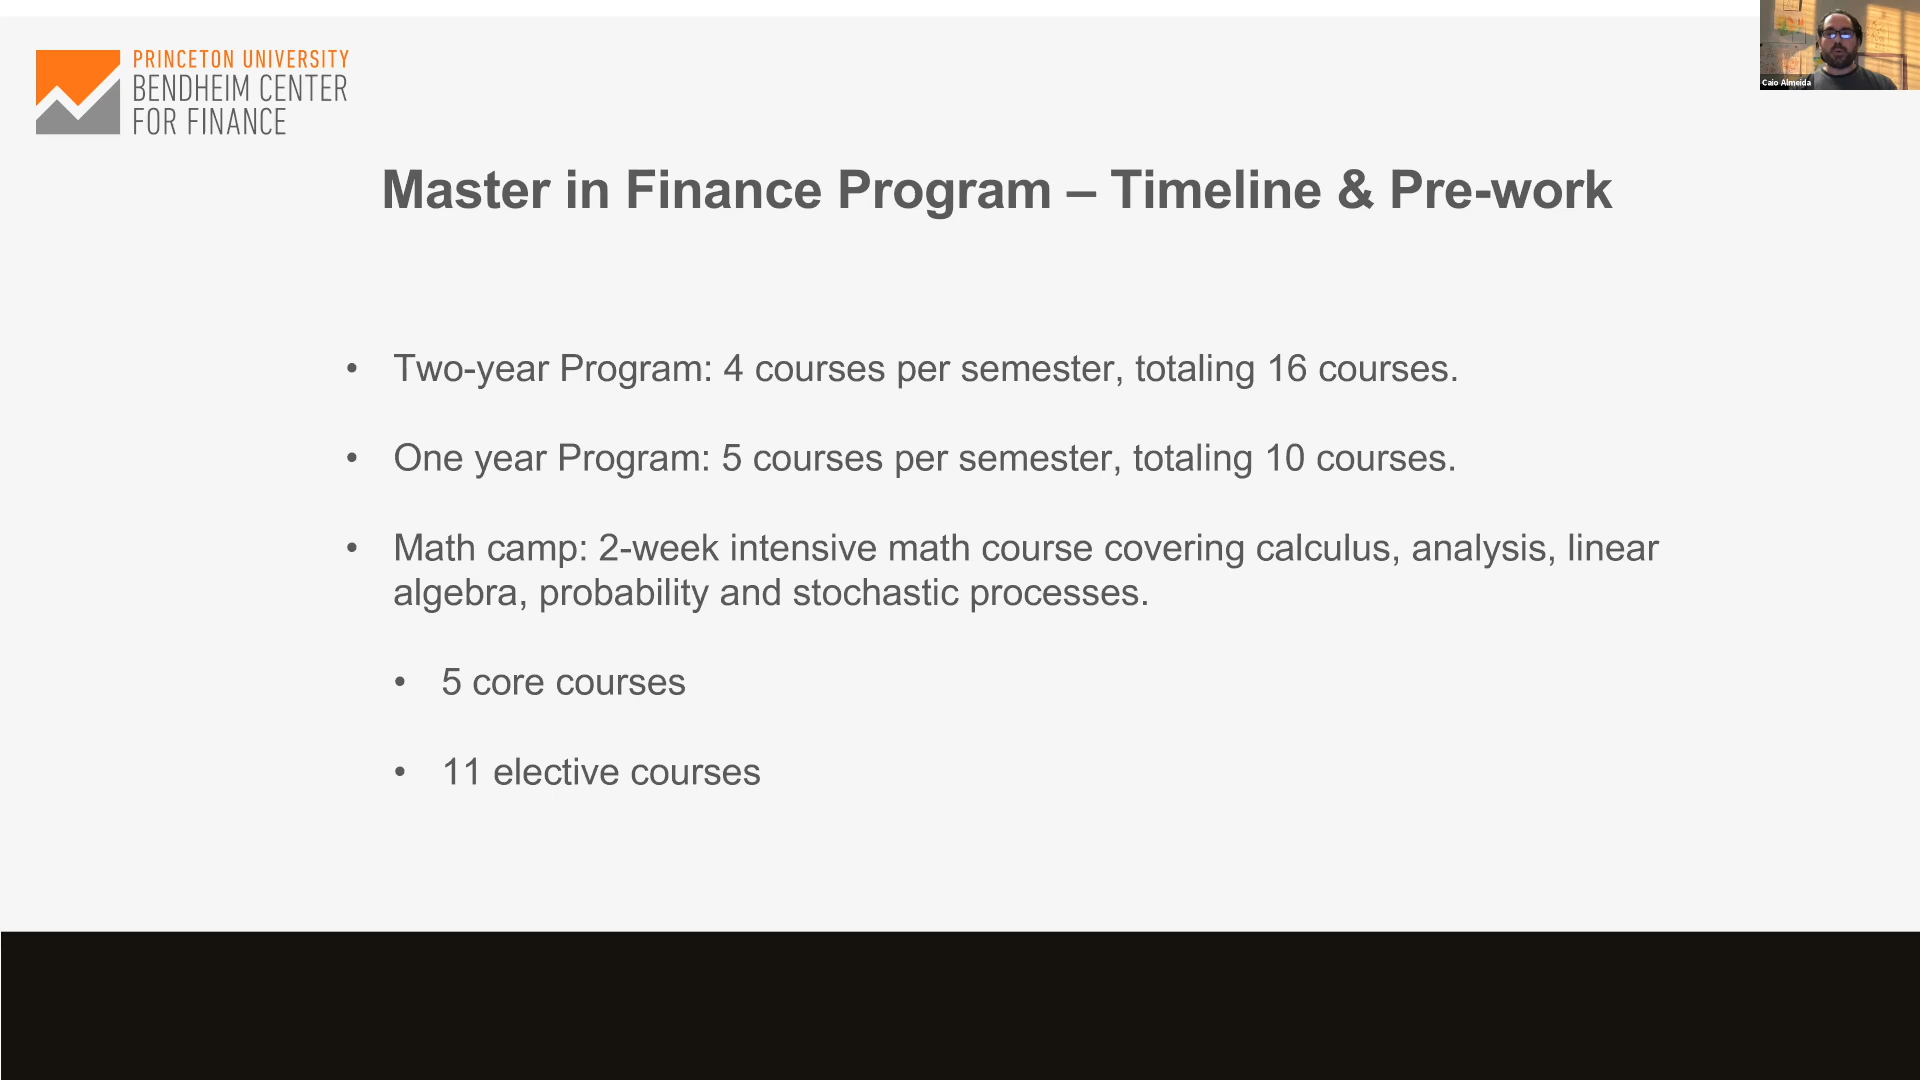 PRINCETON UNIVERSITY
BENDHEIM CENTER
FOR FINANCE
Caio Almeida
Master in Finance Program – Timeline & Pre-work
• Two-year Program: 4 courses per semester, totaling 16 courses.
• One year Program: 5 courses per semester, totaling 10 courses.
• Math camp: 2-week intensive math course covering calculus, analysis, linear
algebra, probability and stochastic processes.
• 5 core courses
• 11 elective courses